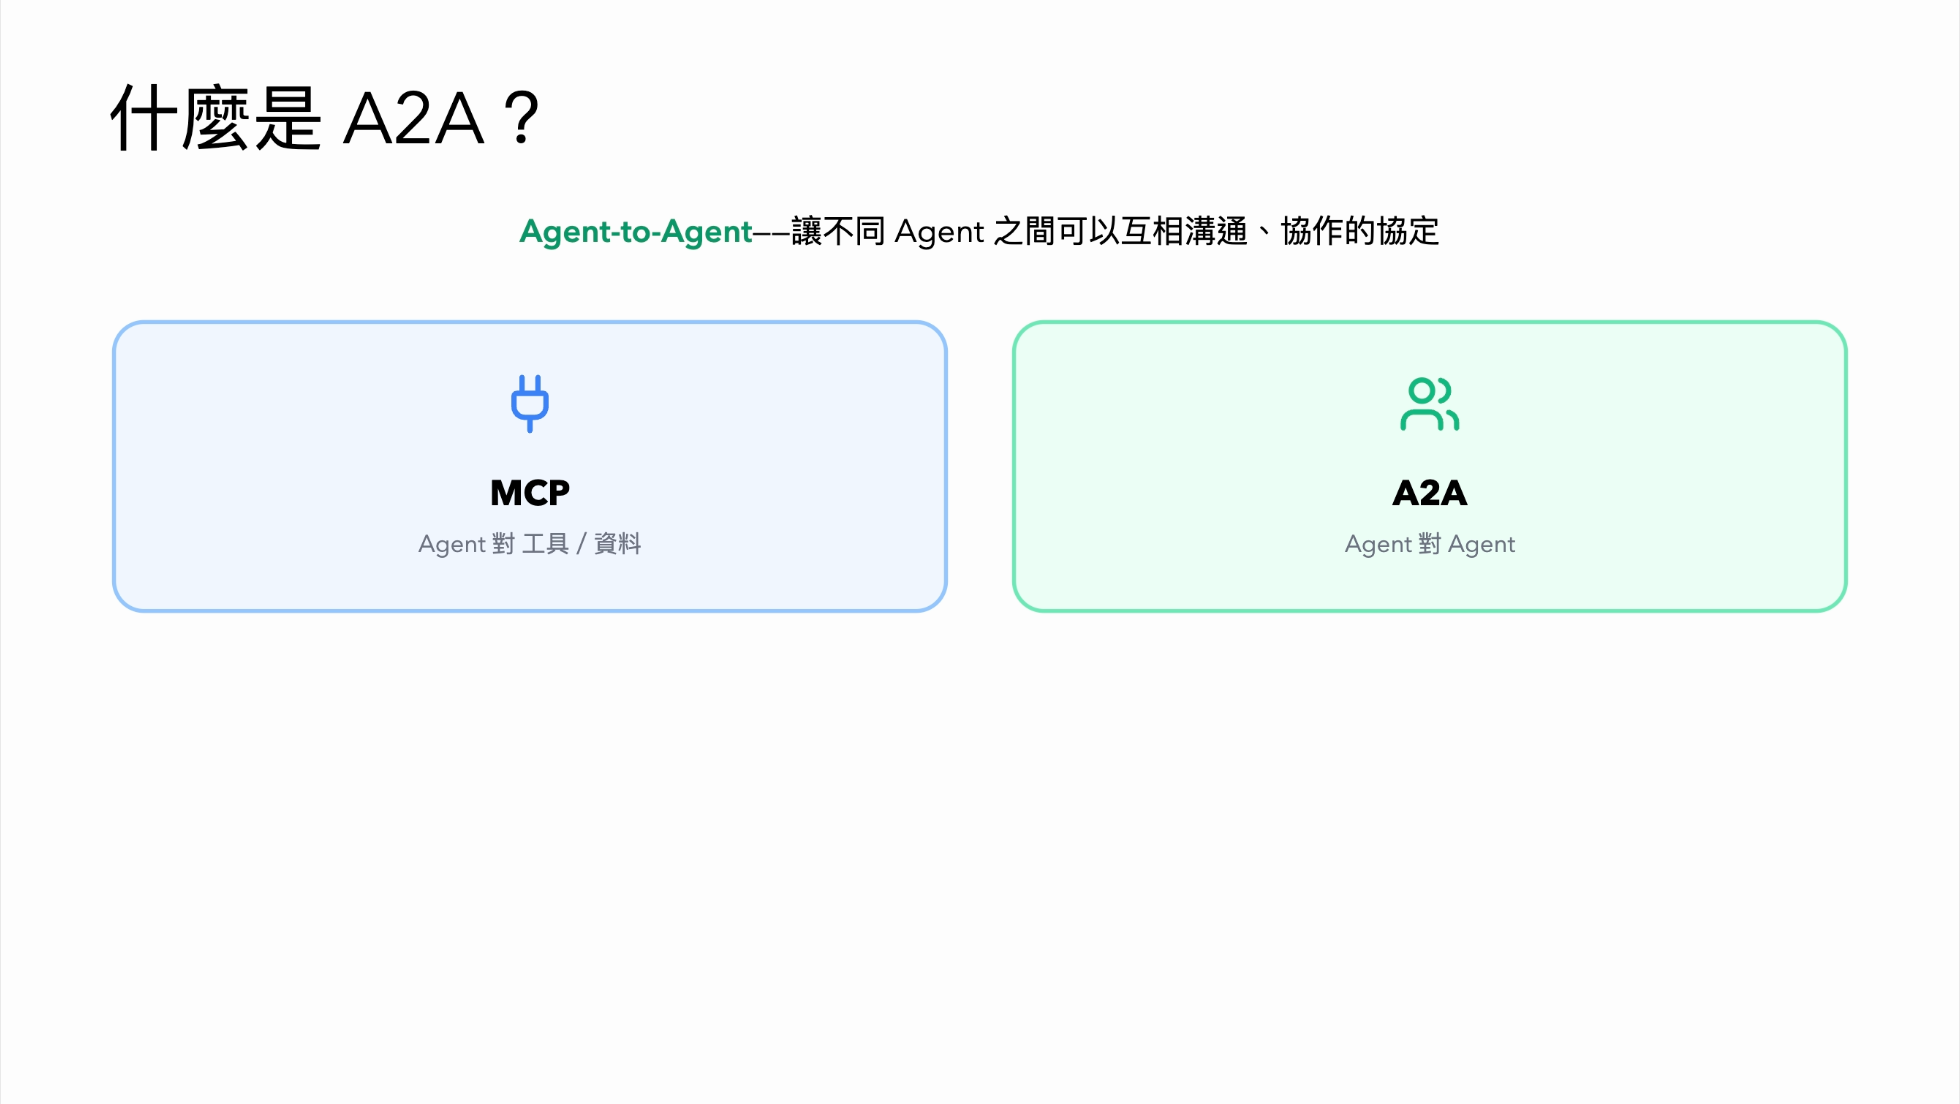 什麼是 A2A？
Agent-to-Agent——讓不同 Agent 之間可以互相溝通、協作的協定
MCP
Agent 對 工具 / 資料
A2A
Agent 對 Agent